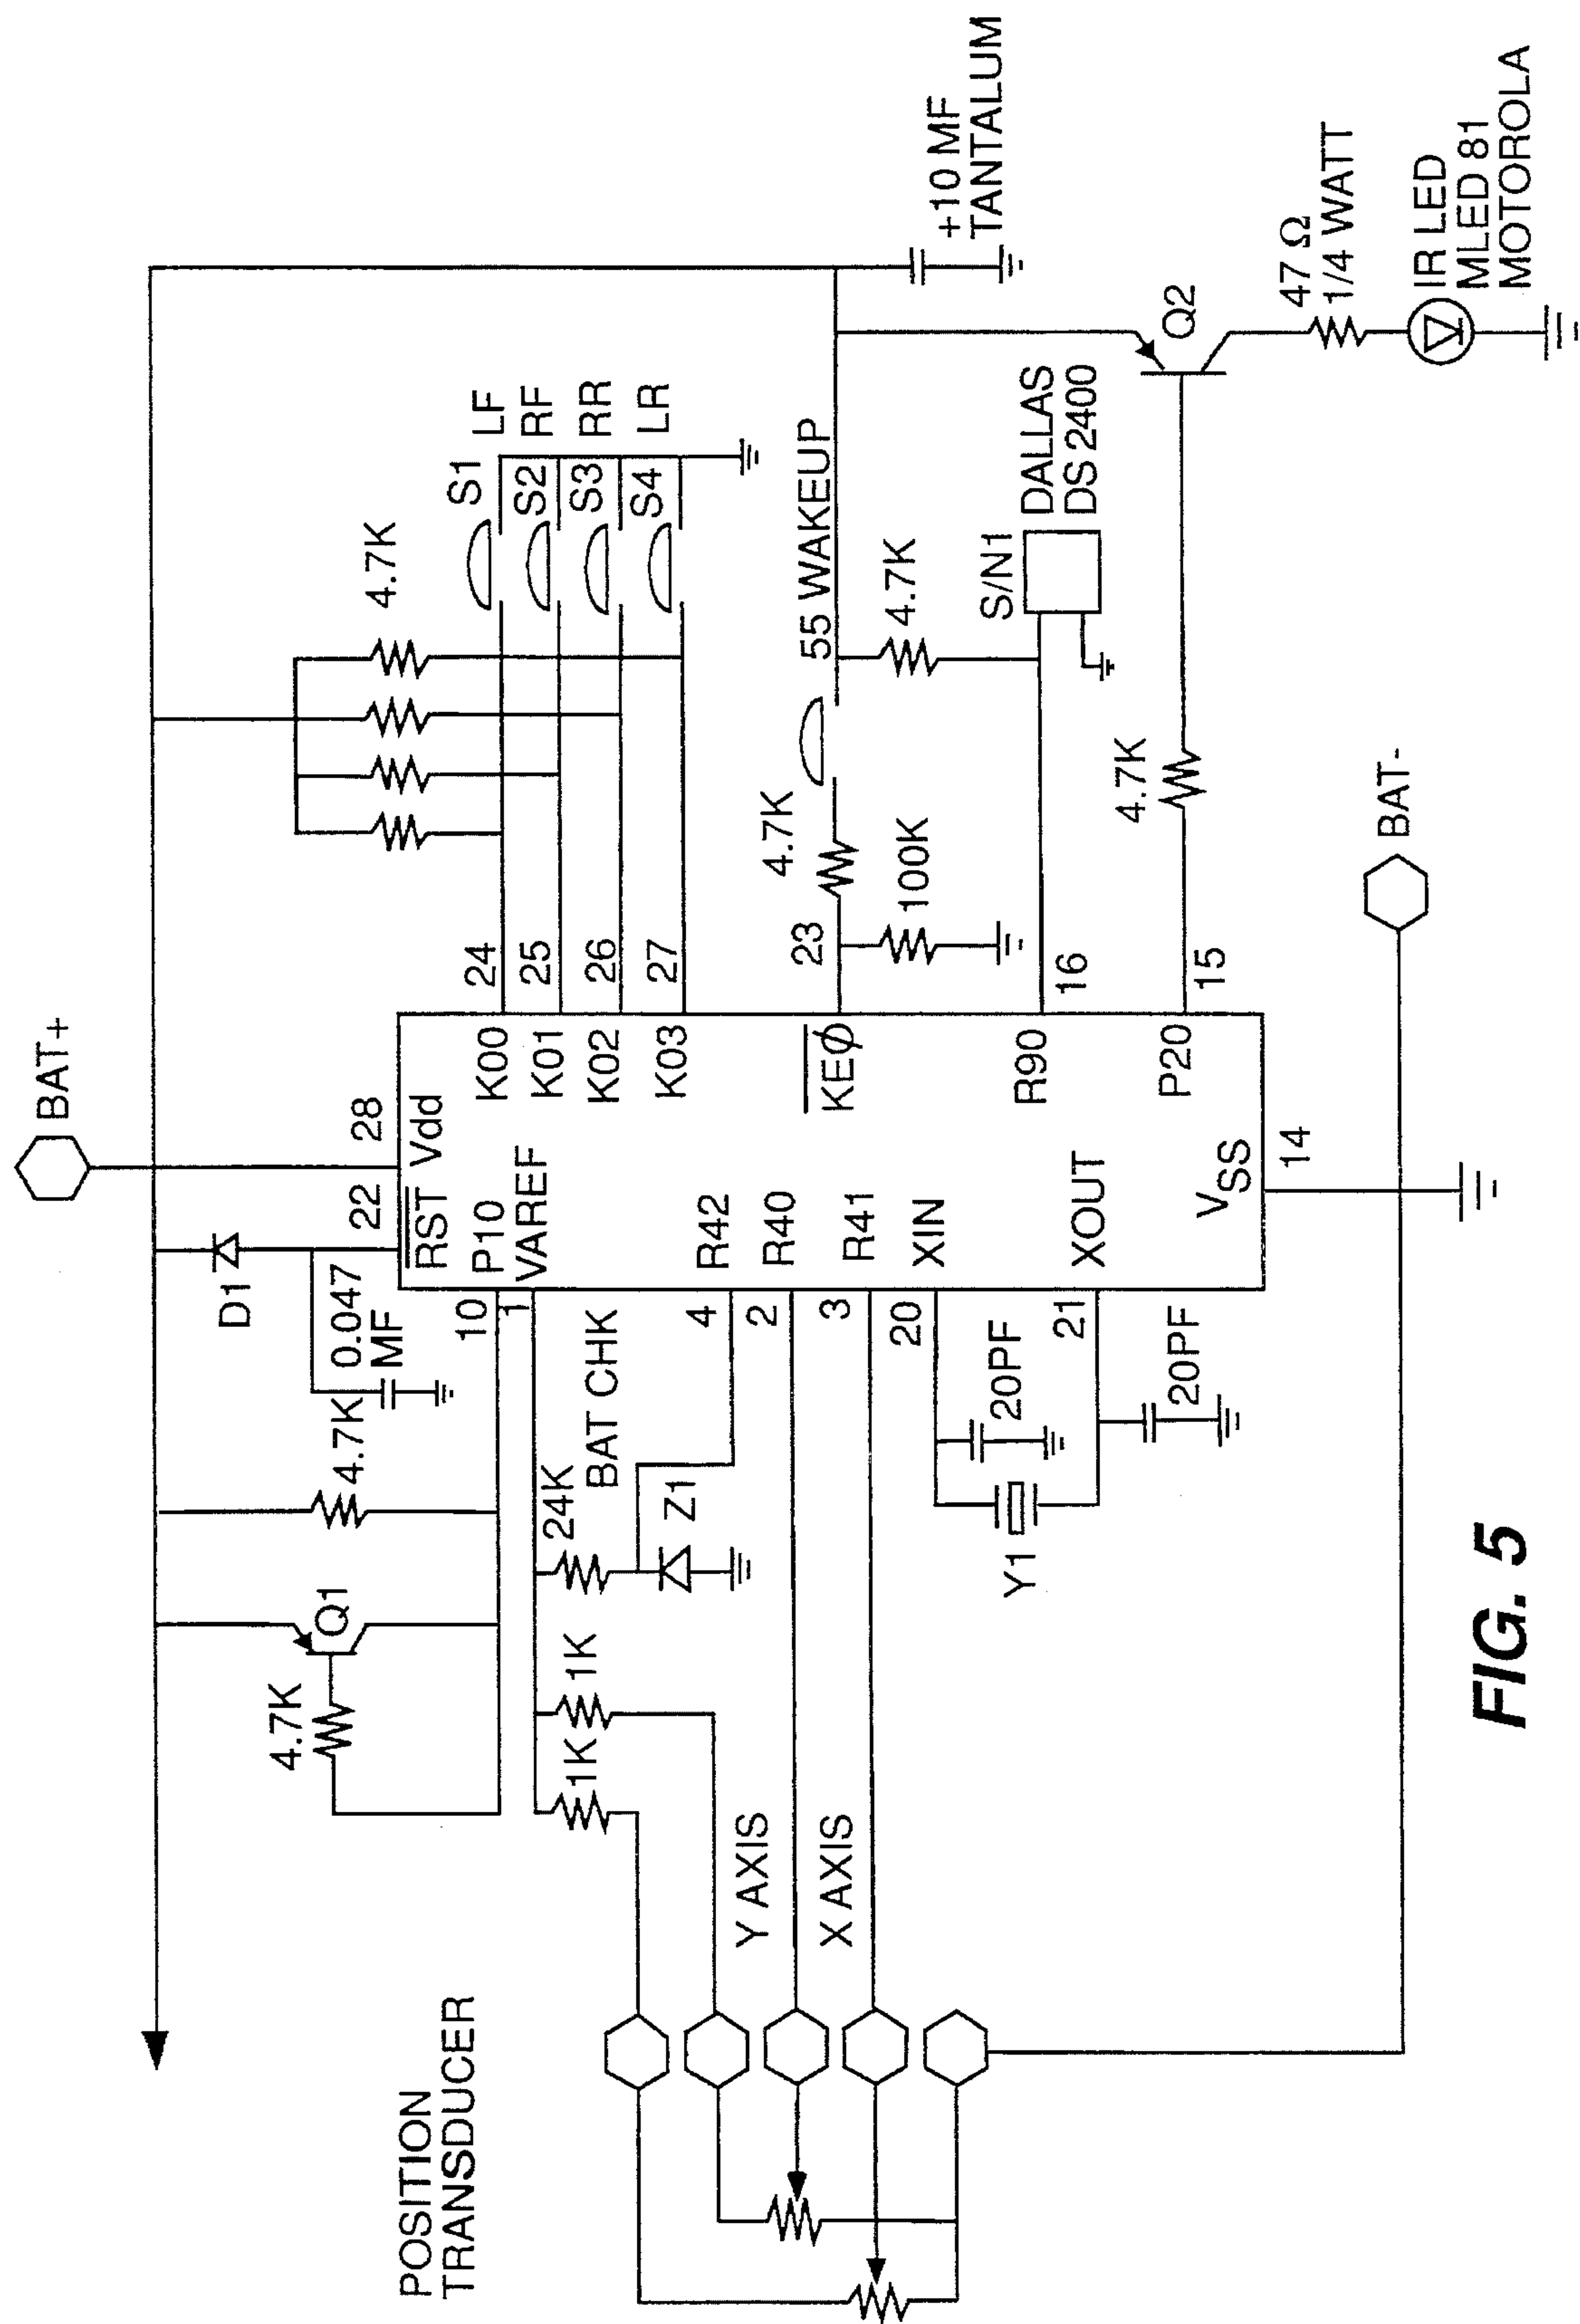 POSITION
TRANSDUCER
BAT+
D1
0.047
MF
4.7K
Q1
4.7K
22
28
RST
Vdd
10
P10
1
VAREF
BAT CHK
24K
Z1
1K
1K
4
R42
2
R40
3
R41
20
XIN
21
XOUT
20PF
20PF
Y1
Y AXIS
X AXIS
VSS
14
K00
24
K01
25
K02
26
K03
27
KEØ
23
R90
16
P20
15
4.7K
S1
LF
S2
RF
S3
RR
S4
LR
55 WAKEUP
4.7K
100K
4.7K
S/N1
DALLAS
DS 2400
4.7K
Q2
+10 MF
TANTALUM
47 Ω
1/4 WATT
IR LED
MLED 81
MOTOROLA
BAT-
FIG. 5